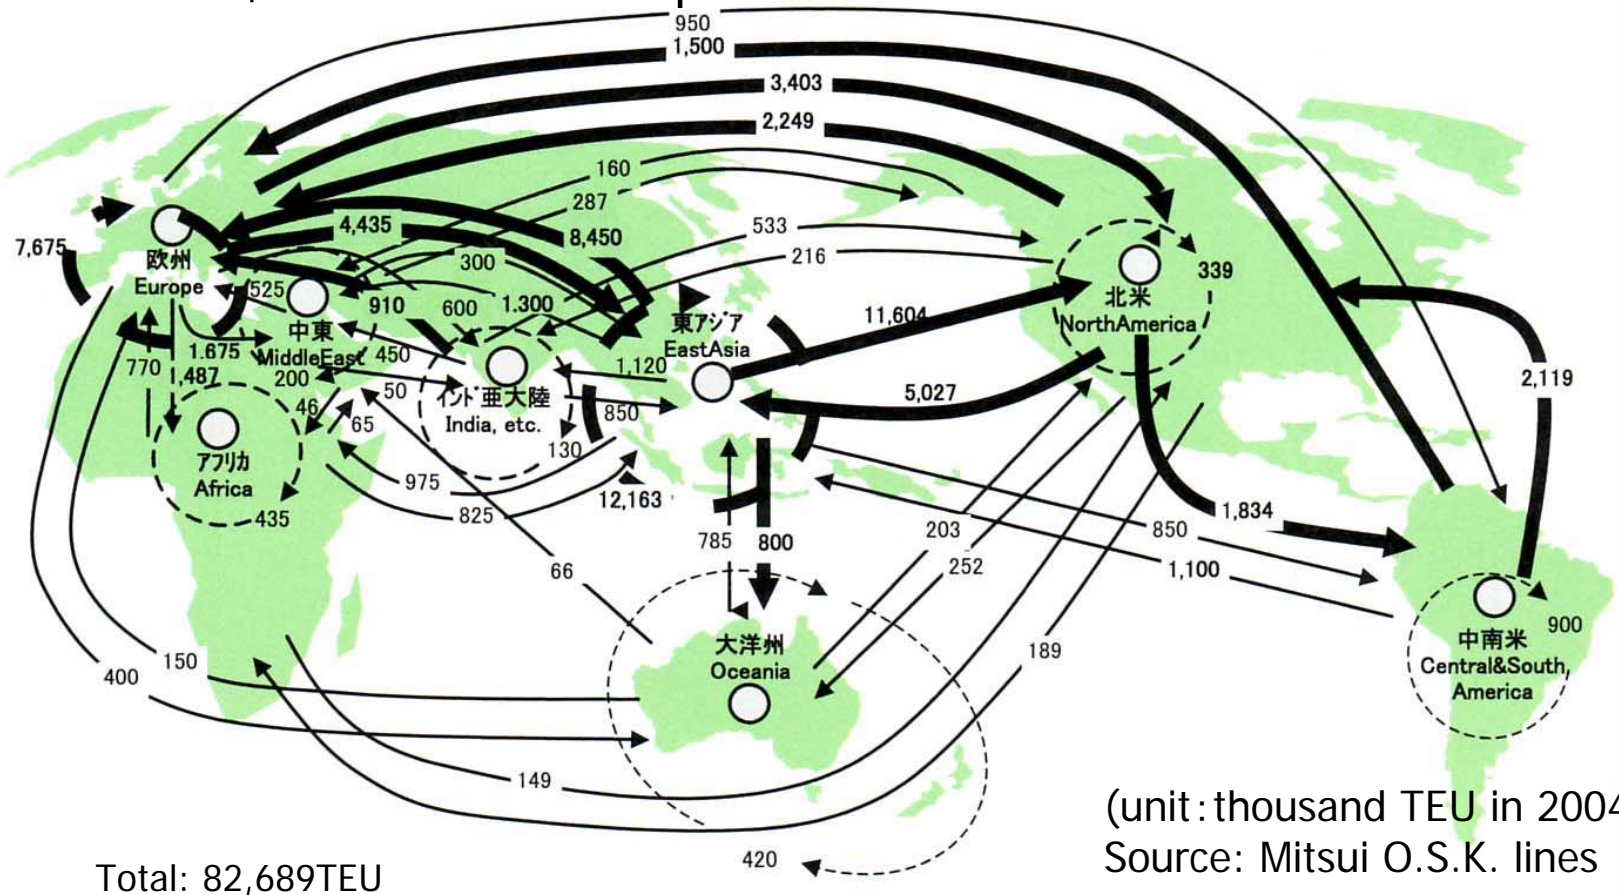 950
1,500
3,403
2,249
160
287
4,435
8,450
533
300
216
7,675
欧州
Europe
525
910
600
1.300
339
北米
NorthAmerica
中東
MiddleEast
東アジア
EastAsia
11,604
1.675
450
1,120
770
,487
200
50
5,027
2,119
46
65
インド亜大陸
India, etc.
850
130
アフリカ
Africa
975
12,163
435
825
785
800
203
252
1,834
850
1,100
66
大洋州
Oceania
900
中南米
Central&South,
America
150
400
189
149
420
(unit:thousand TEU in 2004
Source: Mitsui O.S.K. lines
Total: 82,689TEU